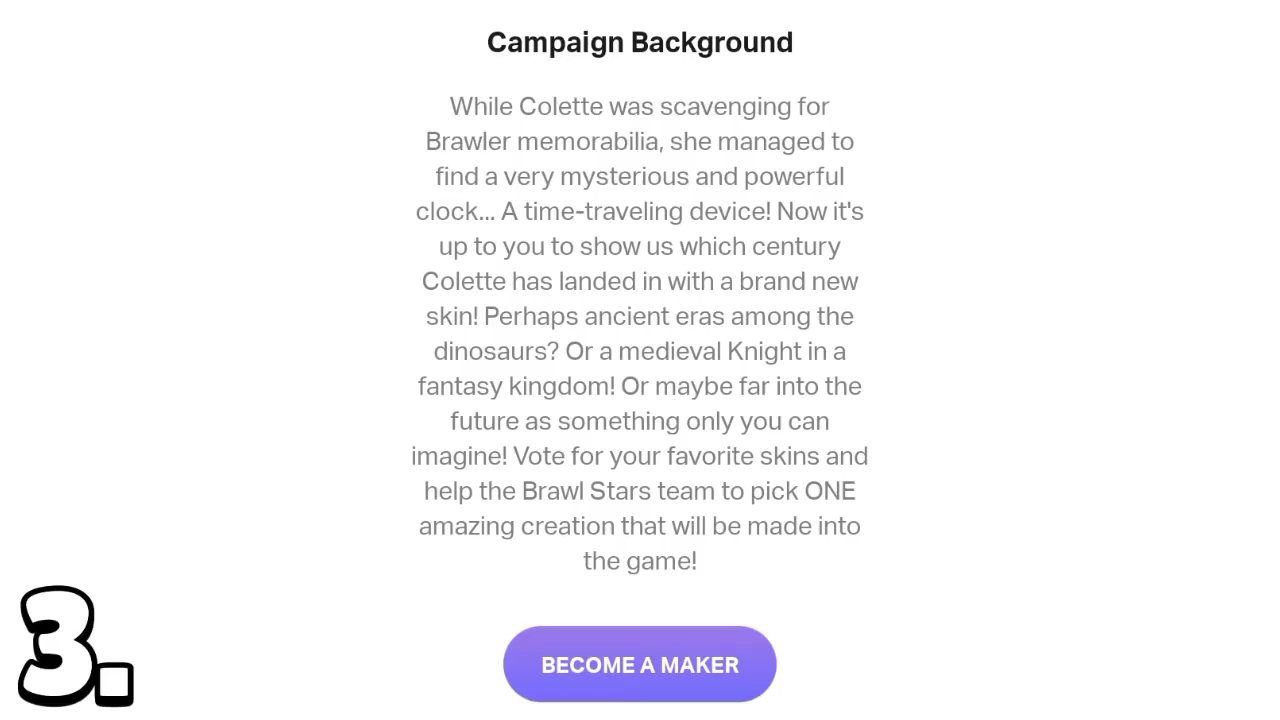 Campaign Background
While Colette was scavenging for
Brawler memorabilia, she managed to
find a very mysterious and powerful
clock... A time-traveling device! Now it's
up to you to show us which century
Colette has landed in with a brand new
skin! Perhaps ancient eras among the
dinosaurs? Or a medieval Knight in a
fantasy kingdom! Or maybe far into the
future as something only you can
imagine! Vote for your favorite skins and
help the Brawl Stars team to pick ONE
amazing creation that will be made into
the game!
BECOME A MAKER
3.